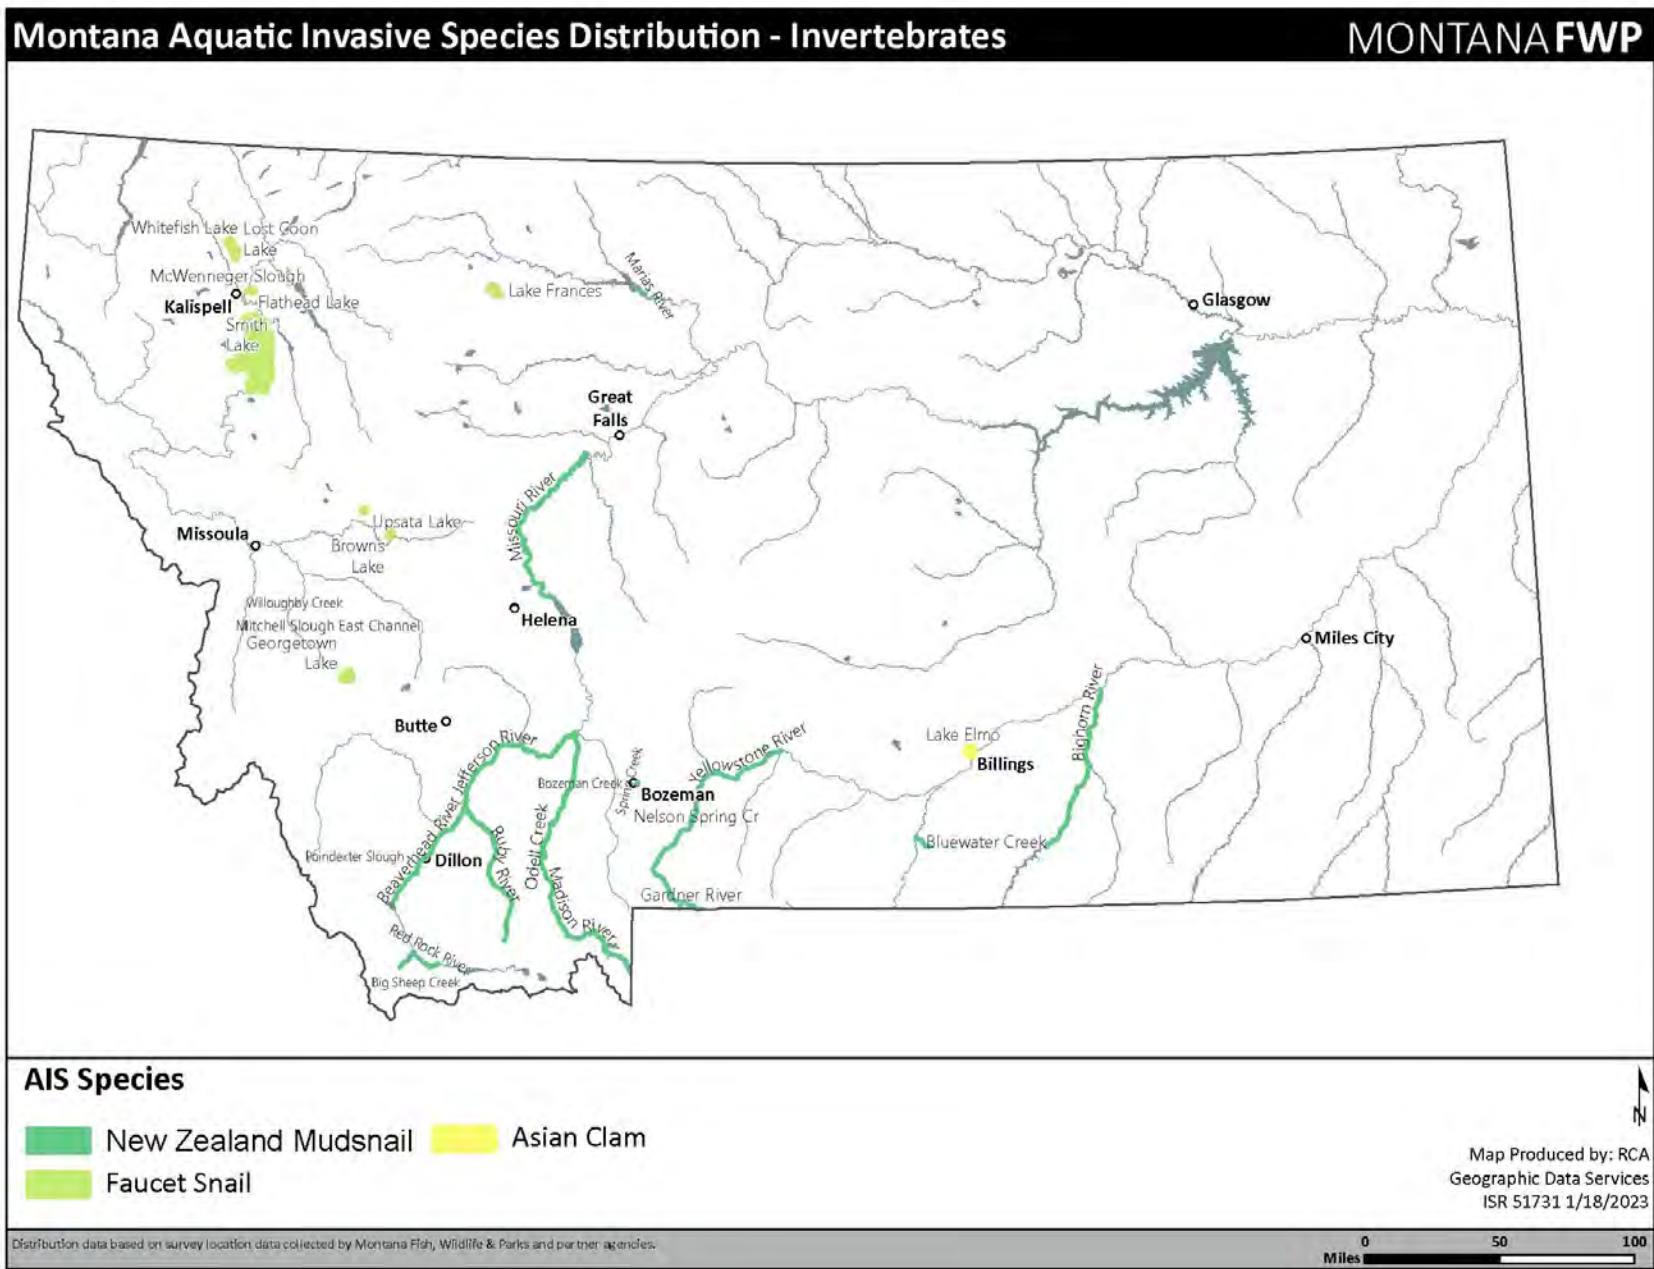 Montana Aquatic Invasive Species Distribution - Invertebrates
MONTANA FWP
Whitefish Lake
Lost Coon
Lake
McWenneger Slough
Kalispell
Flathead Lake
Smith
Lake
Lake Frances
Marias River
Glasgow
Great
Falls
Missouri River
Missoula
Upsata Lake
Browns
Lake
Helena
Willoughby Creek
Mitchell Slough East Channel
Georgetown
Lake
Miles City
Butte
Jefferson River
Bozeman Creek
Spring Creek
Bozeman
Yellowstone River
Nelson Spring Cr
Lake Elmo
Billings
Bighorn River
Bluewater Creek
Beaverhead River
Poindexter Slough
Dillon
Ruby River
Odell Creek
Madison River
Gardner River
Red Rock River
Big Sheep Creek
AIS Species
New Zealand Mudsnail
Asian Clam
Faucet Snail
N
Map Produced by: RCA
Geographic Data Services
ISR 51731 1/18/2023
Distribution data based on survey location data collected by Montana Fish, Wildlife & Parks and partner agencies.
0 50 100
Miles